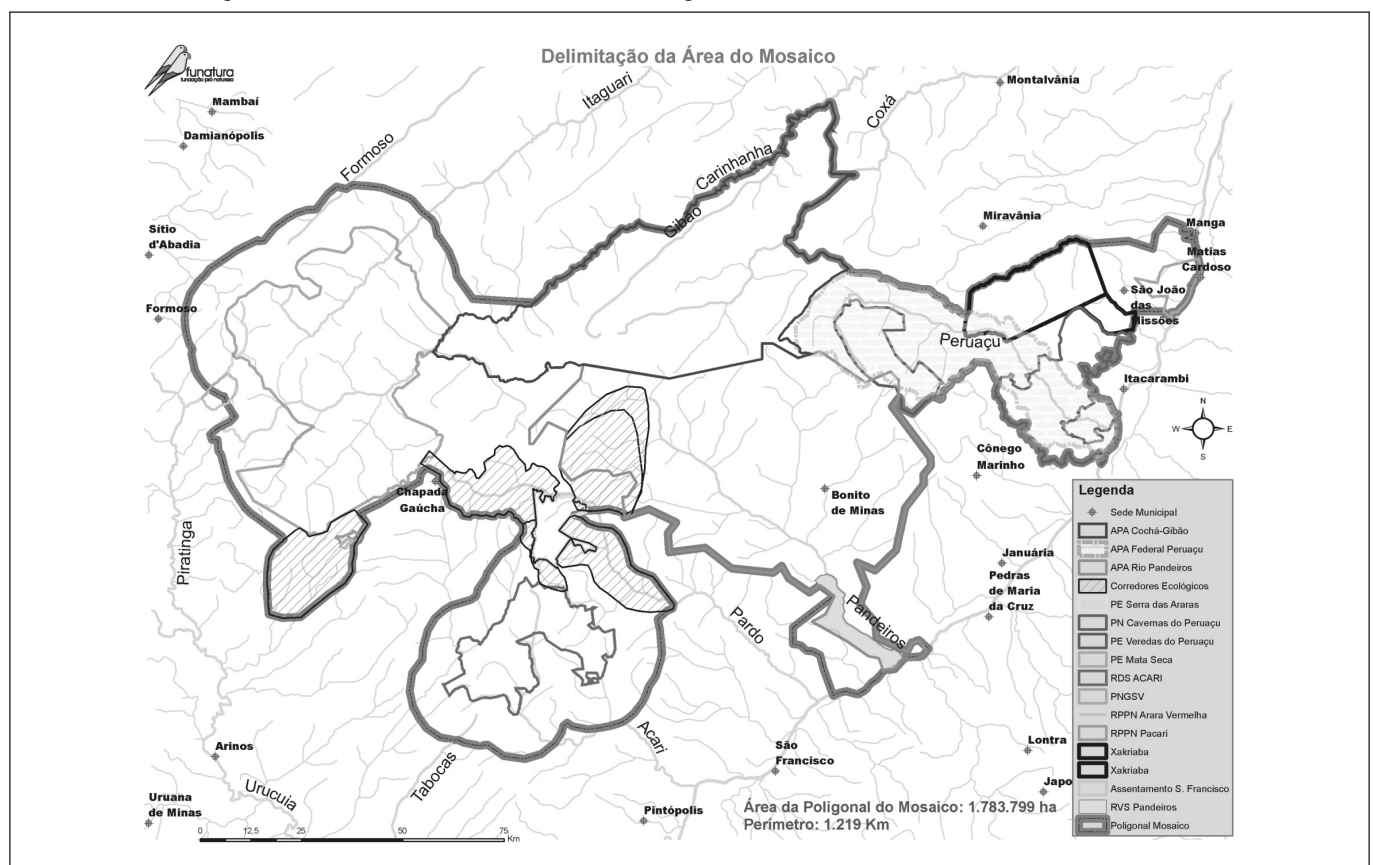 funatura
fundação pró-natureza
Delimitação da Área do Mosaico
Mambaí
Damianópolis
Formoso
Itaguari
Carinhanha
Gibão
Coxá
Montalvânia
Sítio
d'Abadia
Formoso
Miravânia
Manga
Matias
Cardoso
São João
das
Missões
Peruaçu
Itacarambi
N
W
E
S
Cônego
Marinho
Chapada
Gaúcha
Bonito
de Minas
Piratinga
Januária
Pedras
de Maria
da Cruz
Pardo
Pandeiros
Acari
Tabocas
Arinos
Urucuia
Uruana
de Minas
São
Francisco
Pintópolis
Lontra
Japo
Legenda
Sede Municipal
APA Cochá-Gibão
APA Federal Peruaçu
APA Rio Pandeiros
Corredores Ecológicos
PE Serra das Araras
PN Cavernas do Peruaçu
PE Veredas do Peruaçu
PE Mata Seca
RDS ACARI
PNGSV
RPPN Arara Vermelha
RPPN Pacari
Xakriaba
Xakriaba
Assentamento S. Francisco
RVS Pandeiros
Poligonal Mosaico
Área da Poligonal do Mosaico: 1.783.799 ha
Perímetro: 1.219 Km
0 12,5 25 50 75
Km